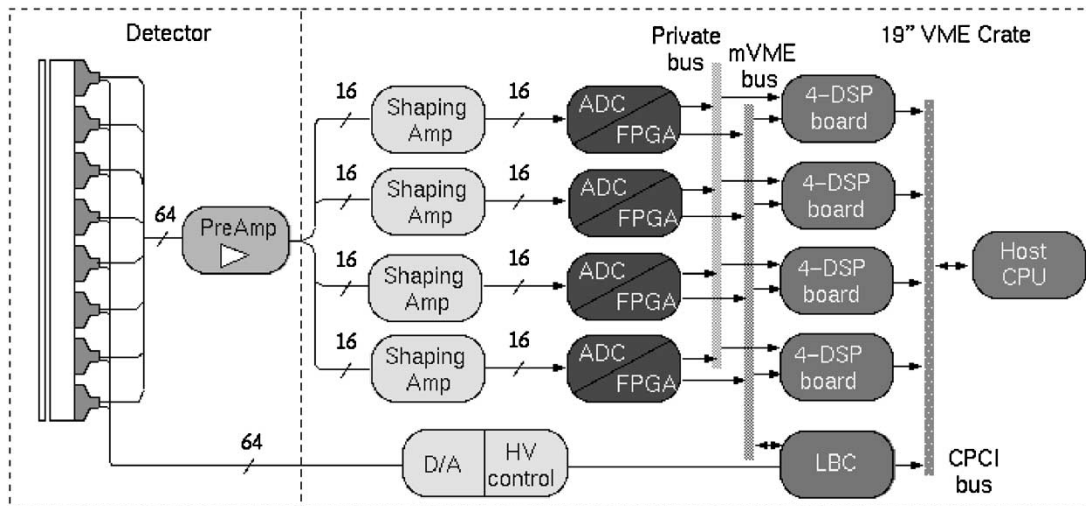 Detector
19" VME Crate
Private
bus
mVME
bus
16
Shaping
Amp
16
ADC
FPGA
4-DSP
board
16
Shaping
Amp
16
ADC
FPGA
4-DSP
board
64
PreAmp
Host
CPU
16
Shaping
Amp
16
ADC
FPGA
4-DSP
board
16
Shaping
Amp
16
ADC
FPGA
4-DSP
board
64
D/A
HV
control
LBC
CPCI
bus